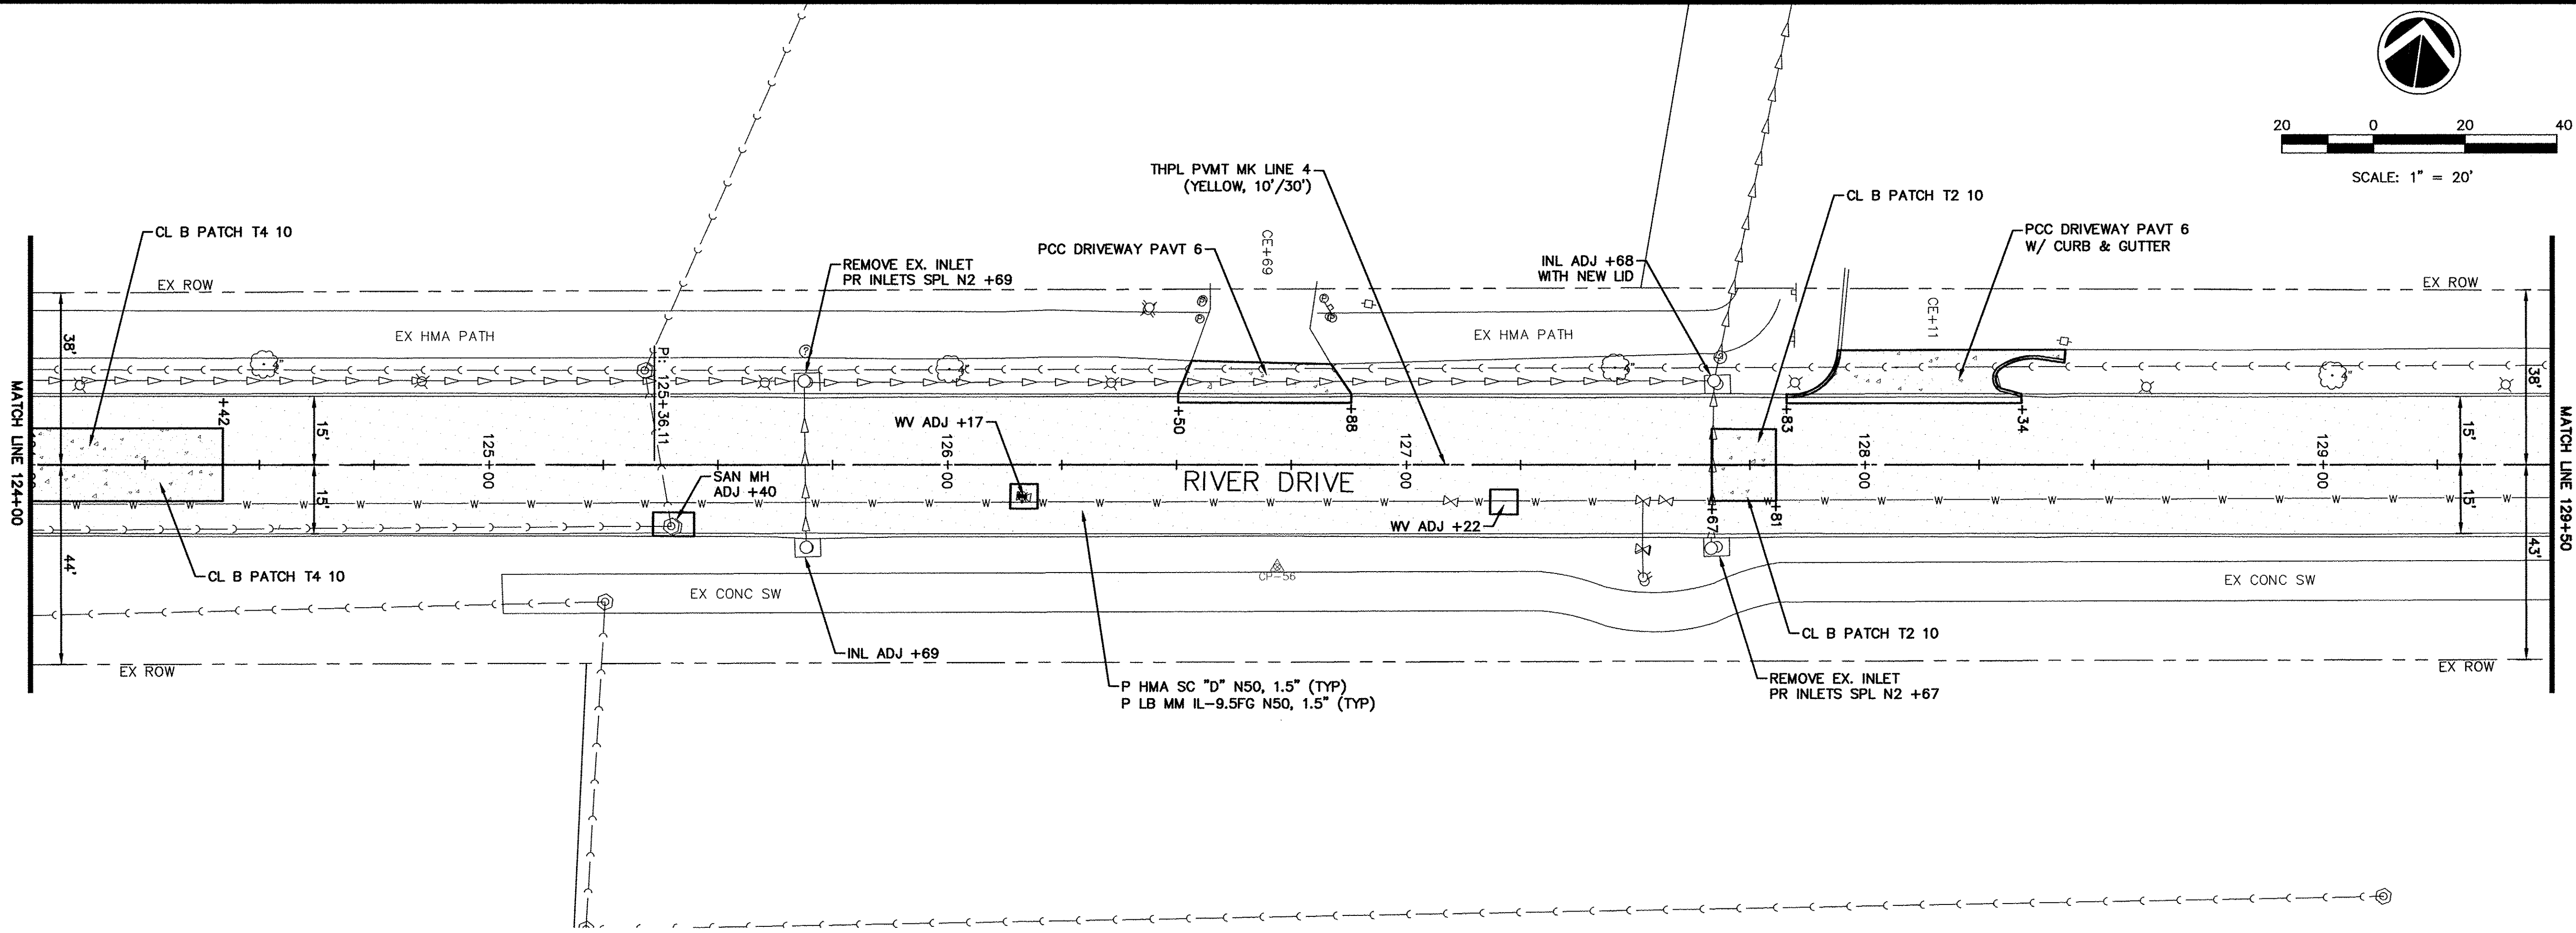 20 0 20 40
SCALE: 1" = 20'
THPL PVMT MK LINE 4
(YELLOW, 10'/30')
CL B PATCH T2 10
CL B PATCH T4 10
PCC DRIVEWAY PAVT 6
W/ CURB & GUTTER
CE+69
PCC DRIVEWAY PAVT 6
INL ADJ +68
WITH NEW LID
REMOVE EX. INLET
PR INLETS SPL N2 +69
EX ROW
EX ROW
CE+11
EX HMA PATH
EX HMA PATH
38'
38'
PI: 125+36.11
4"
4"
4"
4"
MATCH LINE 124+00
MATCH LINE 129+50
+42
+50
+88
+83
+34
15'
15'
WV ADJ +17
125+00
126+00
127+00
128+00
129+00
RIVER DRIVE
SAN MH
ADJ +40
15'
15'
WV ADJ +22
+67
+81
44'
43'
CL B PATCH T4 10
CP-56
EX CONC SW
EX CONC SW
CL B PATCH T2 10
INL ADJ +69
EX ROW
EX ROW
P HMA SC "D" N50, 1.5" (TYP)
P LB MM IL-9.5FG N50, 1.5" (TYP)
REMOVE EX. INLET
PR INLETS SPL N2 +67